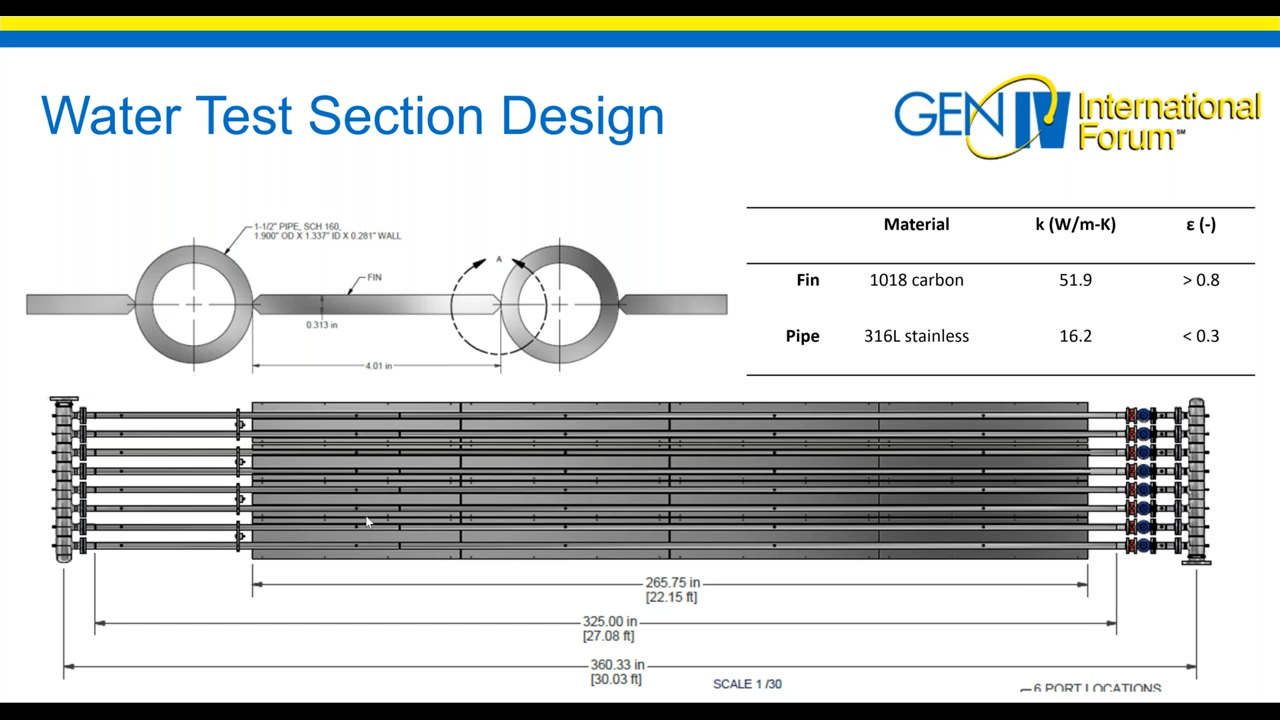 Water Test Section Design
GEN IV International
Forum℠
1-1/2" PIPE, SCH 160,
1.900" OD X 1.337" ID X 0.281" WALL
FIN
A
0.313 in
4.01 in
Material k (W/m-K) ε (-)
Fin 1018 carbon 51.9 > 0.8
Pipe 316L stainless 16.2 < 0.3
265.75 in
[22.15 ft]
325.00 in
[27.08 ft]
360.33 in
[30.03 ft]
SCALE 1 /30
6 PORT LOCATIONS